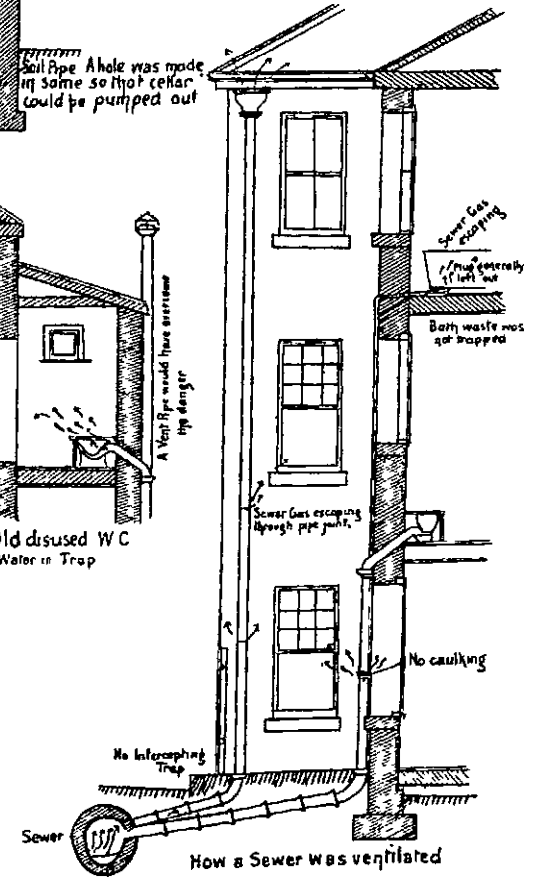 Soil Pipe A hole was made
in same so that cellar
could be pumped out
Sewer Gas
escaping
Plug generally
left out
Bath waste was
not trapped
A Vent Pipe would have overcome
the danger
Sewer Gas escaping
through pipe joint.
ld disused W C
Water in Trap
No caulking
No Intercepting
Trap
Sewer
How a Sewer was ventilated